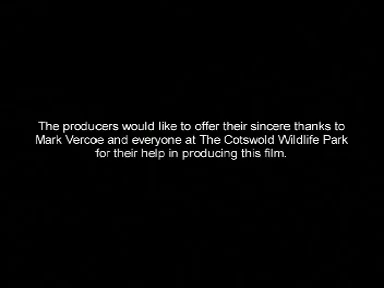 The producers would like to offer their sincere thanks to
Mark Vercoe and everyone at The Cotswold Wildlife Park
for their help in producing this film.